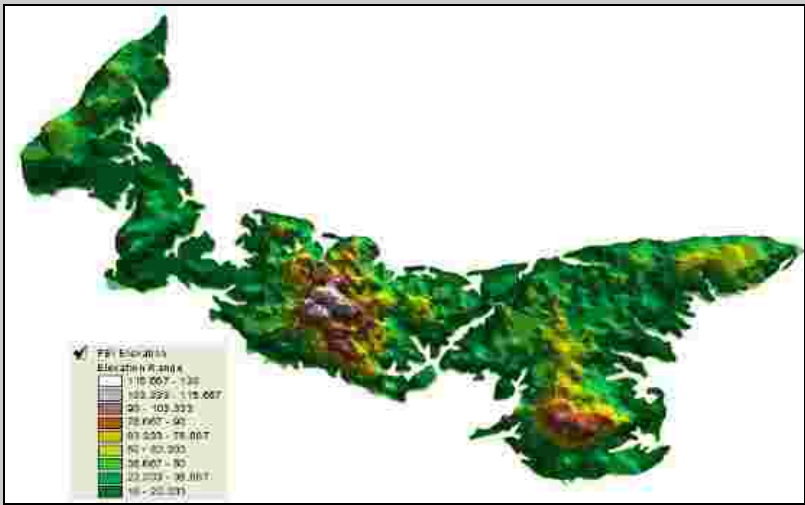 PEI Elevation
Elevation Range
116.667 - 130
103.333 - 116.667
90 - 103.333
76.667 - 90
63.333 - 76.667
50 - 63.333
36.667 - 50
23.333 - 36.667
10 - 23.333